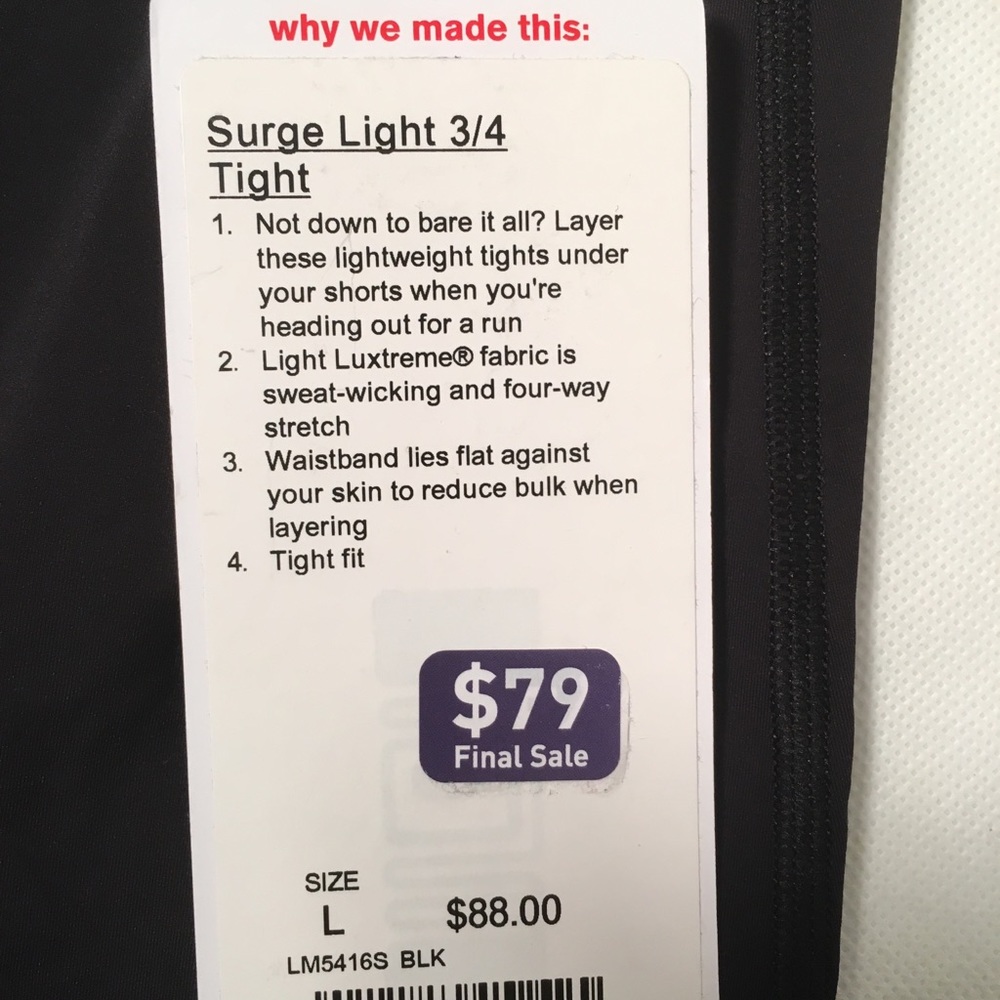 why we made this:
Surge Light 3/4
Tight
1. Not down to bare it all? Layer
these lightweight tights under
your shorts when you're
heading out for a run
2. Light Luxtreme® fabric is
sweat-wicking and four-way
stretch
3. Waistband lies flat against
your skin to reduce bulk when
layering
4. Tight fit
$79
Final Sale
SIZE
L $88.00
LM5416S BLK